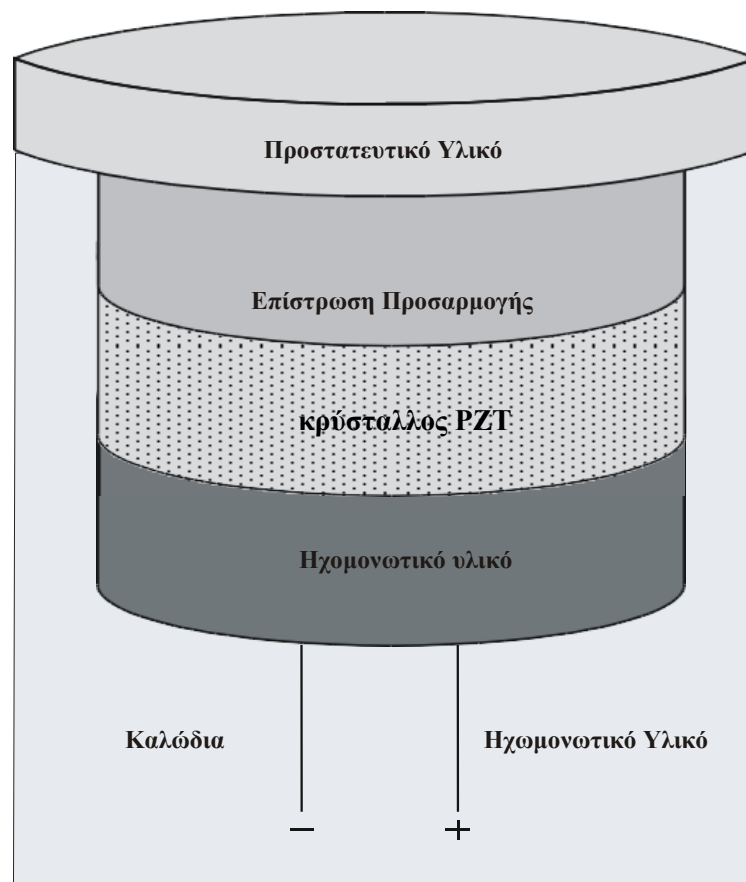 Προστατευτικό Υλικό
Επίστρωση Προσαρμογής
κρύσταλλος PZT
Ηχομονωτικό υλικό
Καλώδια
Ηχωμονωτικό Υλικό
− +